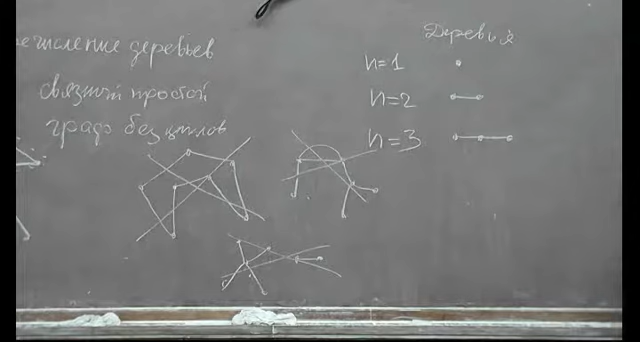 ечисление деревьев
связный простой
граф без циклов
Деревья
n=1
n=2
n=3